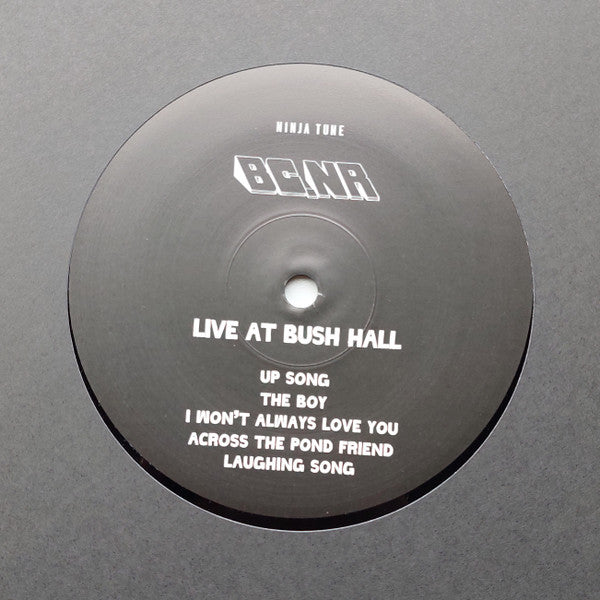 NINJA TUNE
BC,NR
LIVE AT BUSH HALL
UP SONG
THE BOY
I WON'T ALWAYS LOVE YOU
ACROSS THE POND FRIEND
LAUGHING SONG